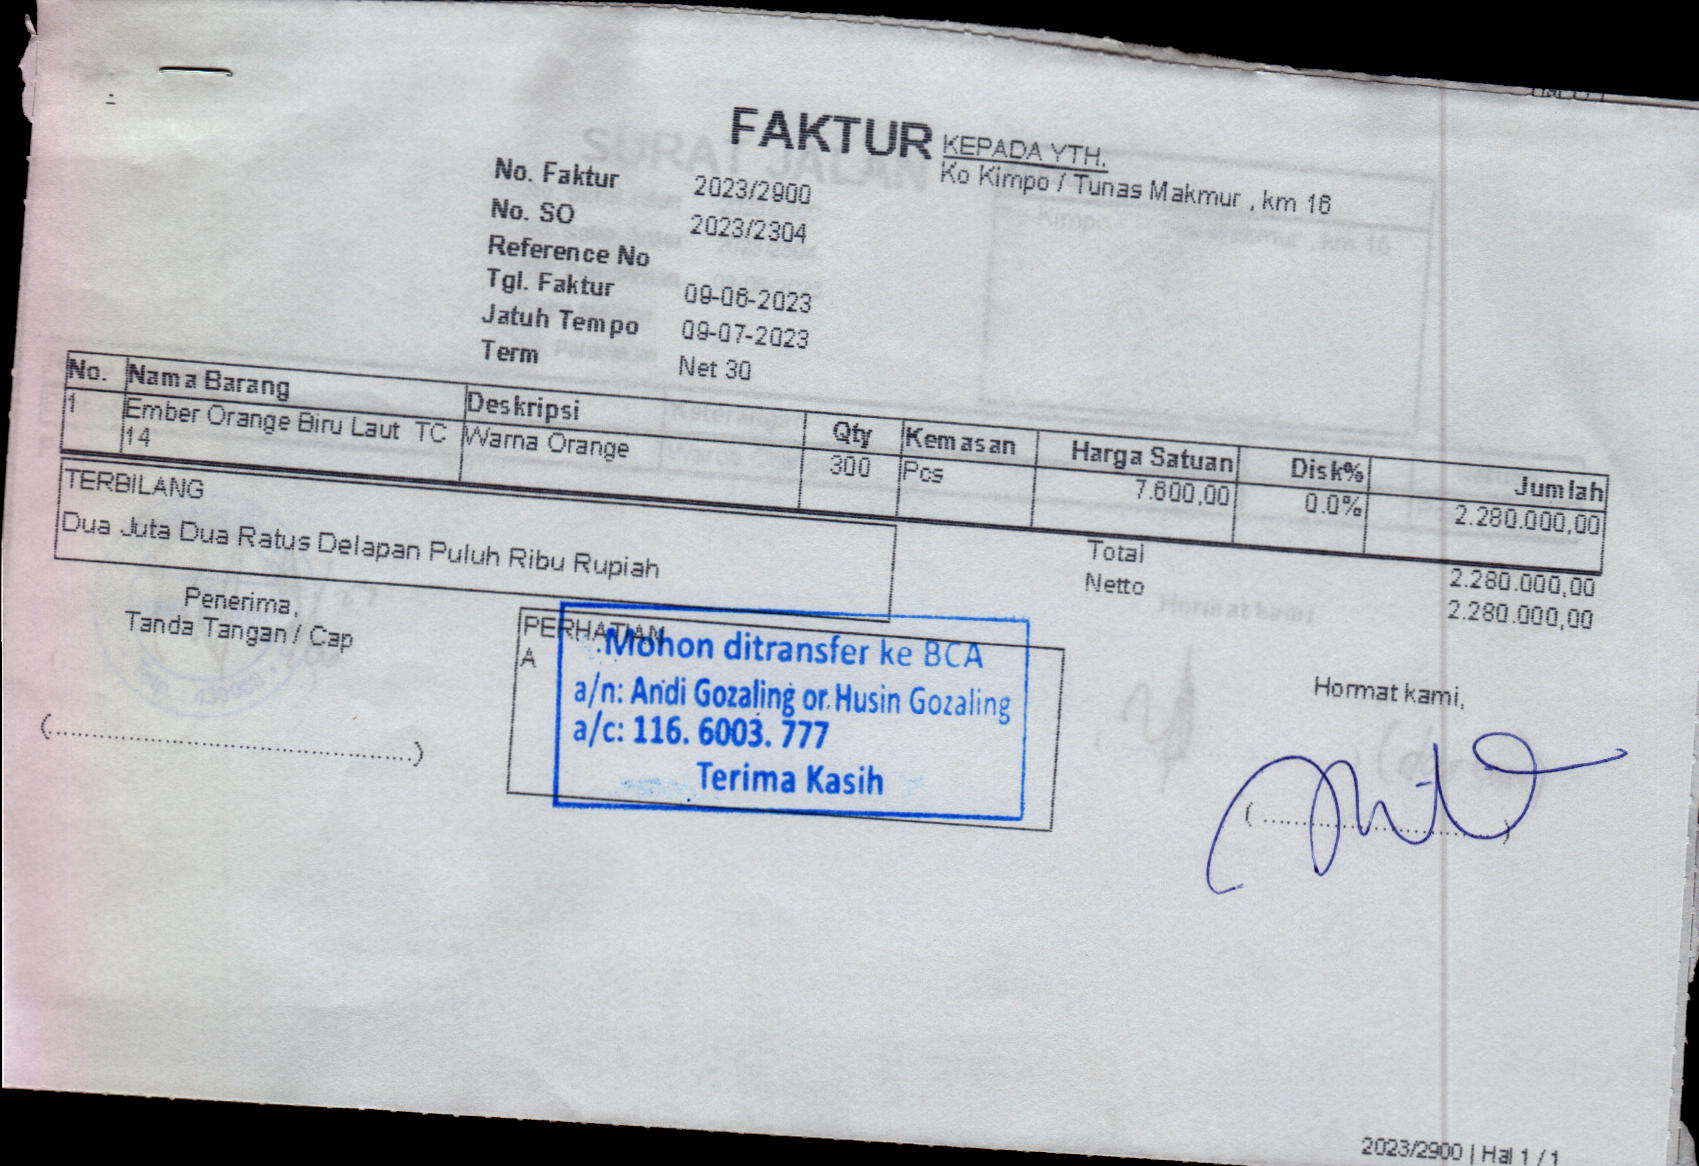 FAKTUR
KEPADA YTH.
Ko Kimpo / Tunas Makmur , km 16
No. Faktur 2023/2900
No. SO 2023/2304
Reference No
Tgl. Faktur 09-06-2023
Jatuh Tempo 09-07-2023
Term Net 30
No. Nama Barang Deskripsi Qty Kemasan Harga Satuan Disk% Jumlah
1 Ember Orange Biru Laut TC Warna Orange 300 Pcs 7.600,00 0.0% 2.280.000,00
14
TERBILANG
Dua Juta Dua Ratus Delapan Puluh Ribu Rupiah
Total 2.280.000,00
Netto 2.280.000,00
Penerima,
Tanda Tangan / Cap
(.................................................)
PERHATIAN
A
Mohon ditransfer ke BCA
a/n: Andi Gozaling or Husin Gozaling
a/c: 116. 6003. 777
Terima Kasih
Hormat kami,
(.................................)
2023/2900 | Hal 1 / 1